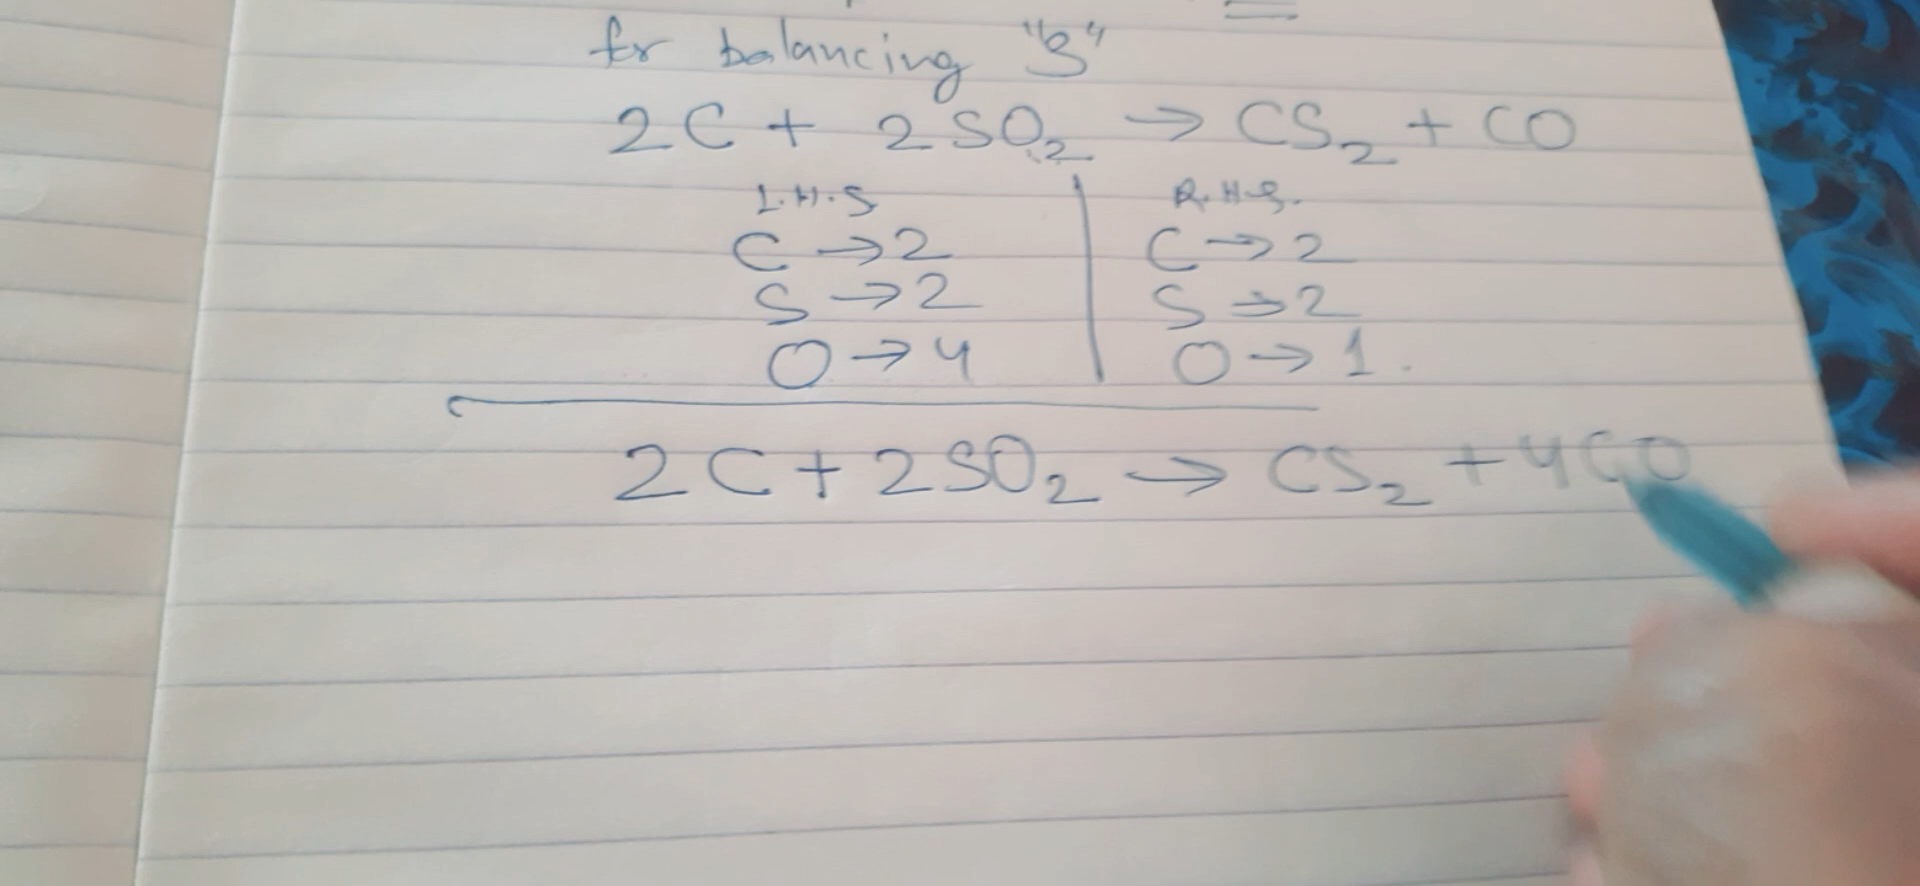 for balancing "S"
2C + 2SO₂ → CS₂ + CO
L.H.S R.H.S.
C → 2 C → 2
S → 2 S → 2
O → 4 O → 1.
2C + 2SO₂ → CS₂ + 4CO